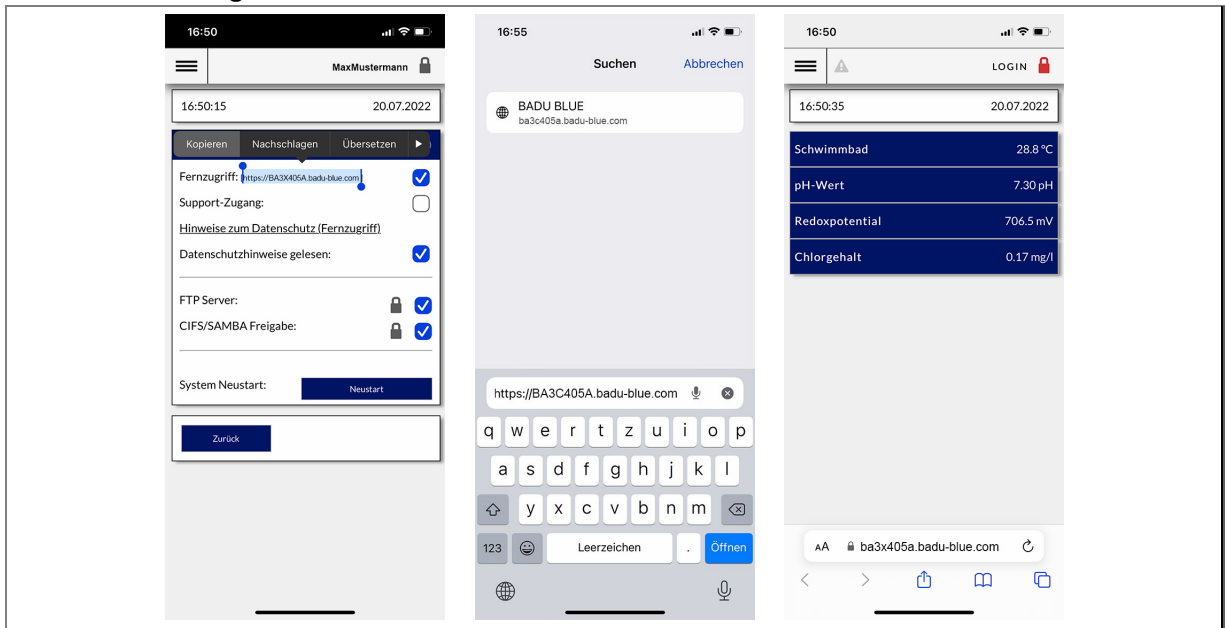 16:50
MaxMustermann
16:50:15 20.07.2022
Kopieren Nachschlagen Übersetzen
Fernzugriff: https://BA3X405A.badu-blue.com
Support-Zugang:
Hinweise zum Datenschutz (Fernzugriff)
Datenschutzhinweise gelesen:
FTP Server:
CIFS/SAMBA Freigabe:
System Neustart: Neustart
Zurück
16:55
Suchen Abbrechen
BADU BLUE
ba3c405a.badu-blue.com
https://BA3C405A.badu-blue.com
q w e r t z u i o p
a s d f g h j k l
y x c v b n m
123 Leerzeichen . Öffnen
16:50
LOGIN
16:50:35 20.07.2022
Schwimmbad 28.8 °C
pH-Wert 7.30 pH
Redoxpotential 706.5 mV
Chlorgehalt 0.17 mg/l
AA ba3x405a.badu-blue.com